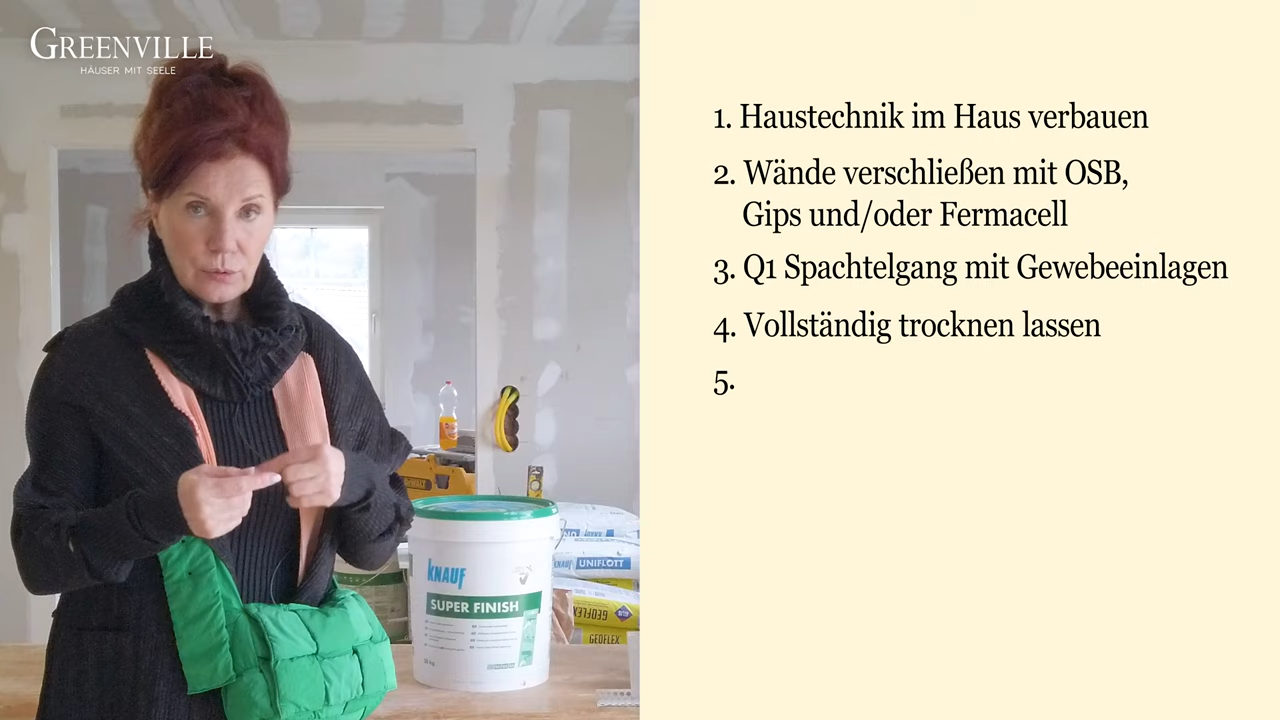 GREENVILLE
HÄUSER MIT SEELE
1. Haustechnik im Haus verbauen
2. Wände verschließen mit OSB,
Gips und/oder Fermacell
3. Q1 Spachtelgang mit Gewebeeinlagen
4. Vollständig trocknen lassen
5.
DEWALT
KNAUF
SUPER FINISH
KNAUF UNIFLOTT
GEOFLEX
GEOFLEX